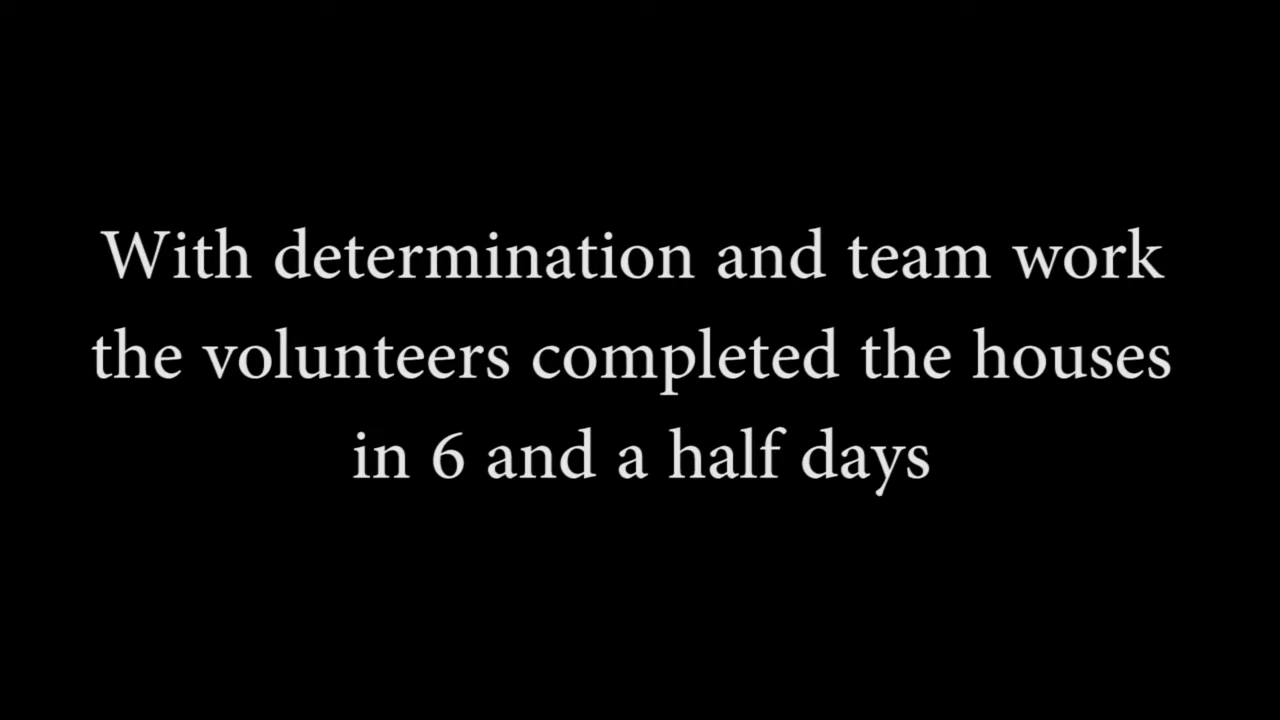 With determination and team work
the volunteers completed the houses
in 6 and a half days